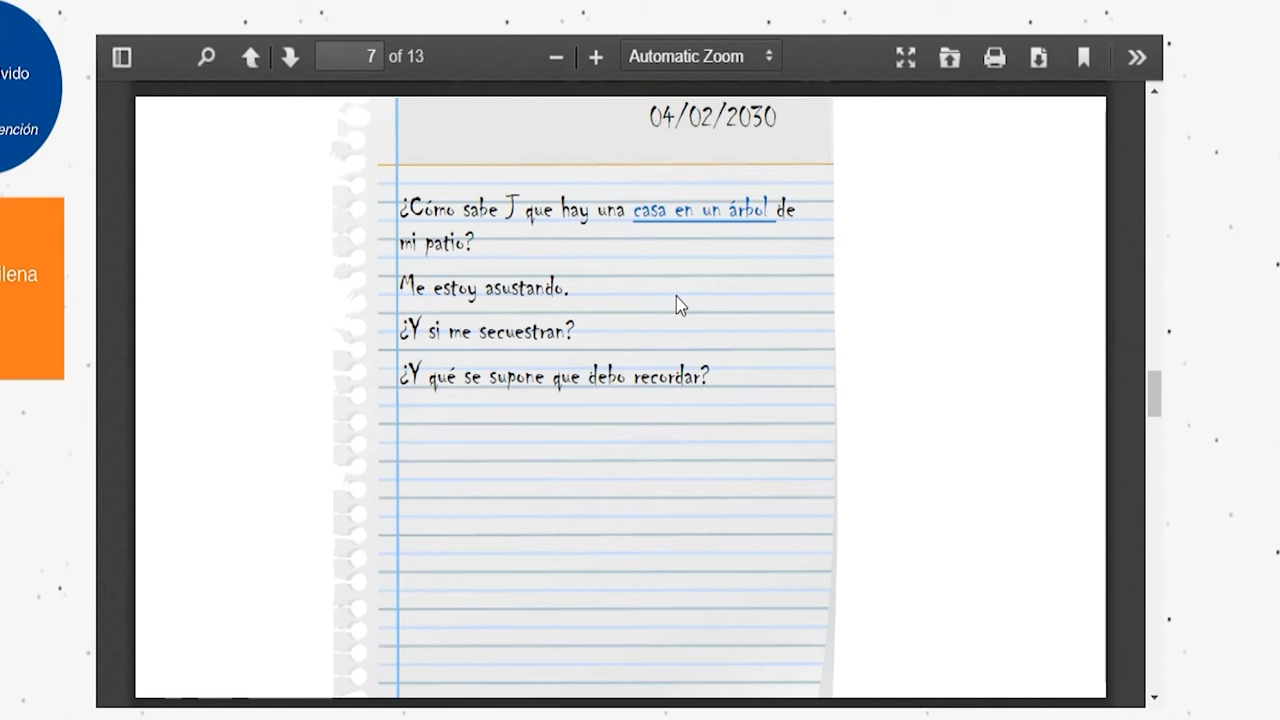 vido
ención
ilena
7 of 13
Automatic Zoom
04/02/2030
¿Cómo sabe J que hay una casa en un árbol de
mi patio?
Me estoy asustando.
¿Y si me secuestran?
¿Y qué se supone que debo recordar?